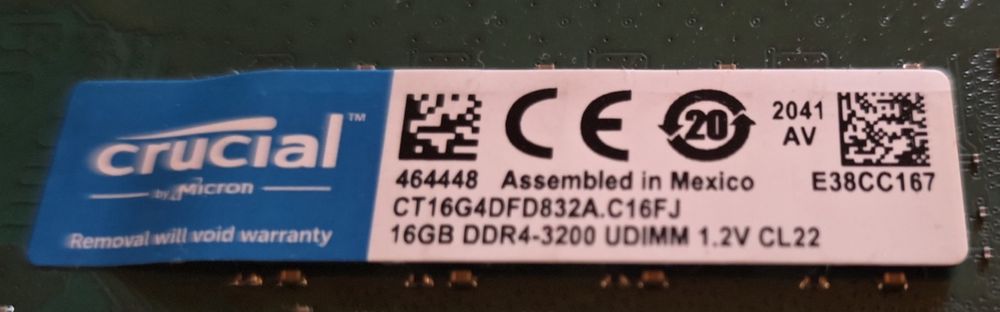 crucial™
by Micron
Removal will void warranty
CE
20
2041
AV
464448 Assembled in Mexico
E38CC167
CT16G4DFD832A.C16FJ
16GB DDR4-3200 UDIMM 1.2V CL22